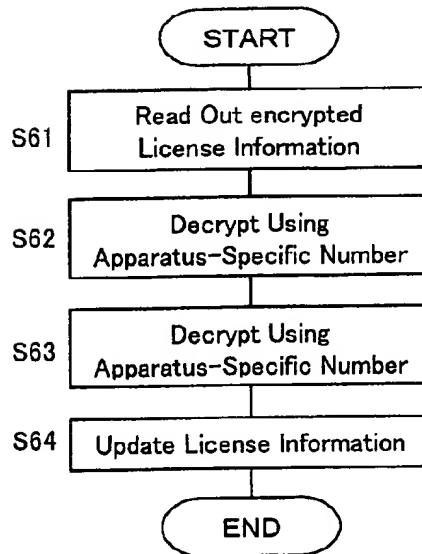 START
S61
Read Out encrypted
License Information
S62
Decrypt Using
Apparatus-Specific Number
S63
Decrypt Using
Apparatus-Specific Number
S64
Update License Information
END